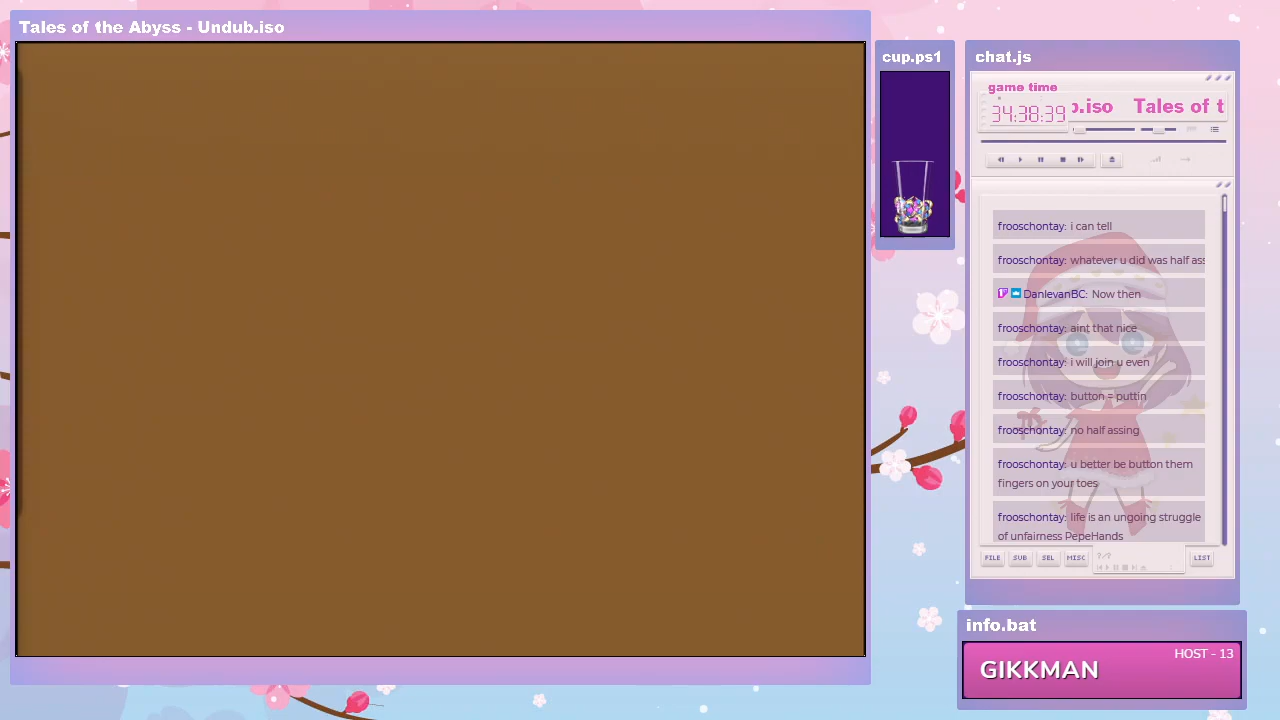 Tales of the Abyss - Undub.iso
cup.ps1
chat.js
game time
34:38:39
.iso Tales of t
frooschontay: i can tell
frooschontay: whatever u did was half ass
DanlevanBC: Now then
frooschontay: aint that nice
frooschontay: i will join u even
frooschontay: button = puttin
frooschontay: no half assing
frooschontay: u better be button them
fingers on your toes
frooschontay: life is an ungoing struggle
of unfairness PepeHands
FILE SUB SEL MISC ?/? LIST
info.bat
HOST - 13
GIKKMAN